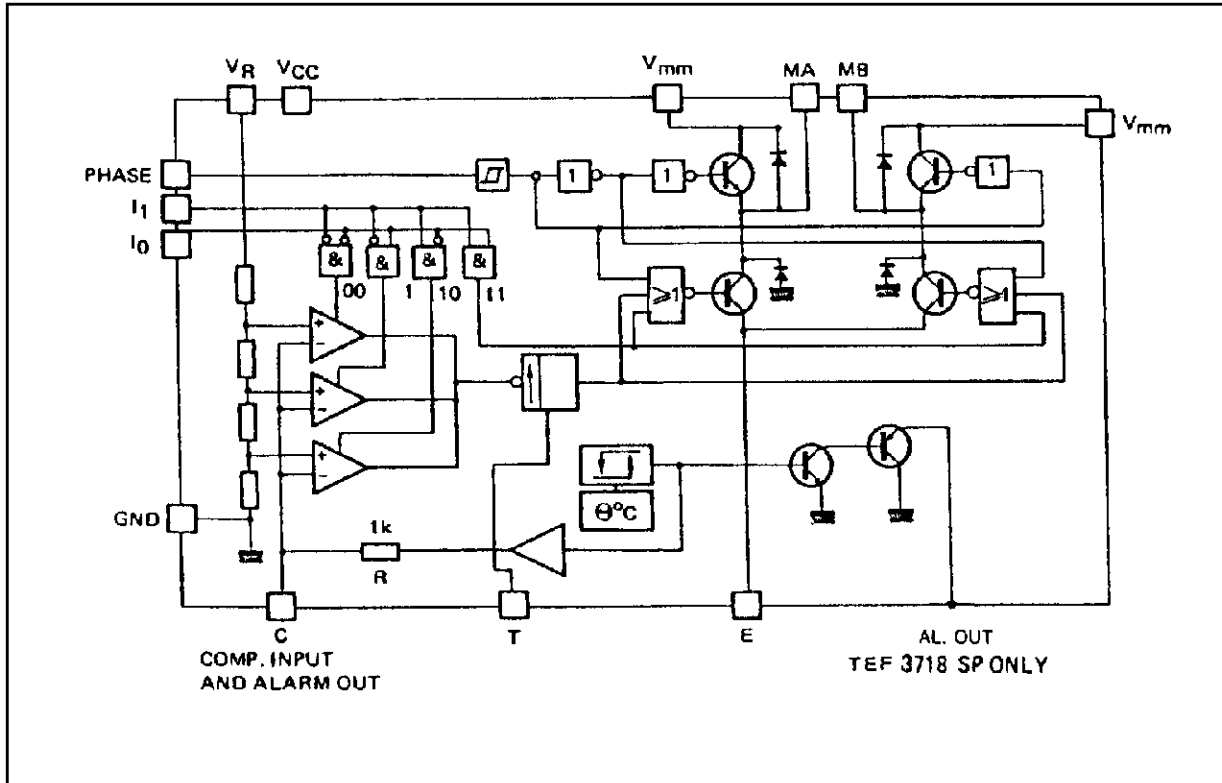 VR VCC Vmm MA MB
Vmm
PHASE
1 1 1
I1
I0
& & & &
00 1 10 11
≥1 ≥1
+
-
+
-
+
-
Θ°C
GND
1k
R
C T E AL. OUT
COMP. INPUT TEF 3718 SP ONLY
AND ALARM OUT